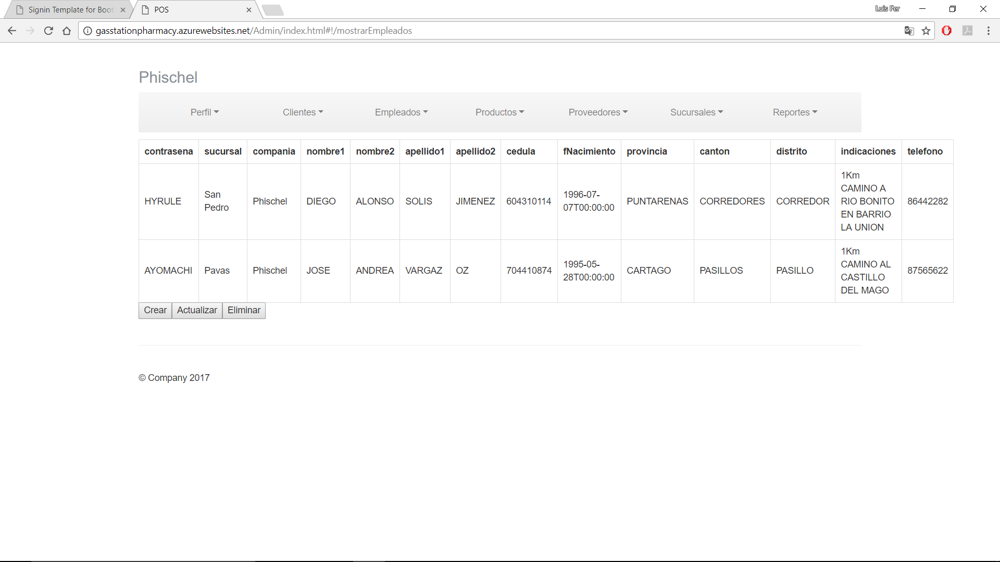 Signin Template for Boot
POS
Luis Fer
gasstationpharmacy.azurewebsites.net/Admin/index.html#!/mostrarEmpleados
Phischel
Perfil Clientes Empleados Productos Proveedores Sucursales Reportes
contrasena sucursal compania nombre1 nombre2 apellido1 apellido2 cedula fNacimiento provincia canton distrito indicaciones telefono
HYRULE San Pedro Phischel DIEGO ALONSO SOLIS JIMENEZ 604310114 1996-07-07T00:00:00 PUNTARENAS CORREDORES CORREDOR 1Km CAMINO A RIO BONITO EN BARRIO LA UNION 86442282
AYOMACHI Pavas Phischel JOSE ANDREA VARGAZ OZ 704410874 1995-05-28T00:00:00 CARTAGO PASILLOS PASILLO 1Km CAMINO AL CASTILLO DEL MAGO 87565622
Crear Actualizar Eliminar
© Company 2017